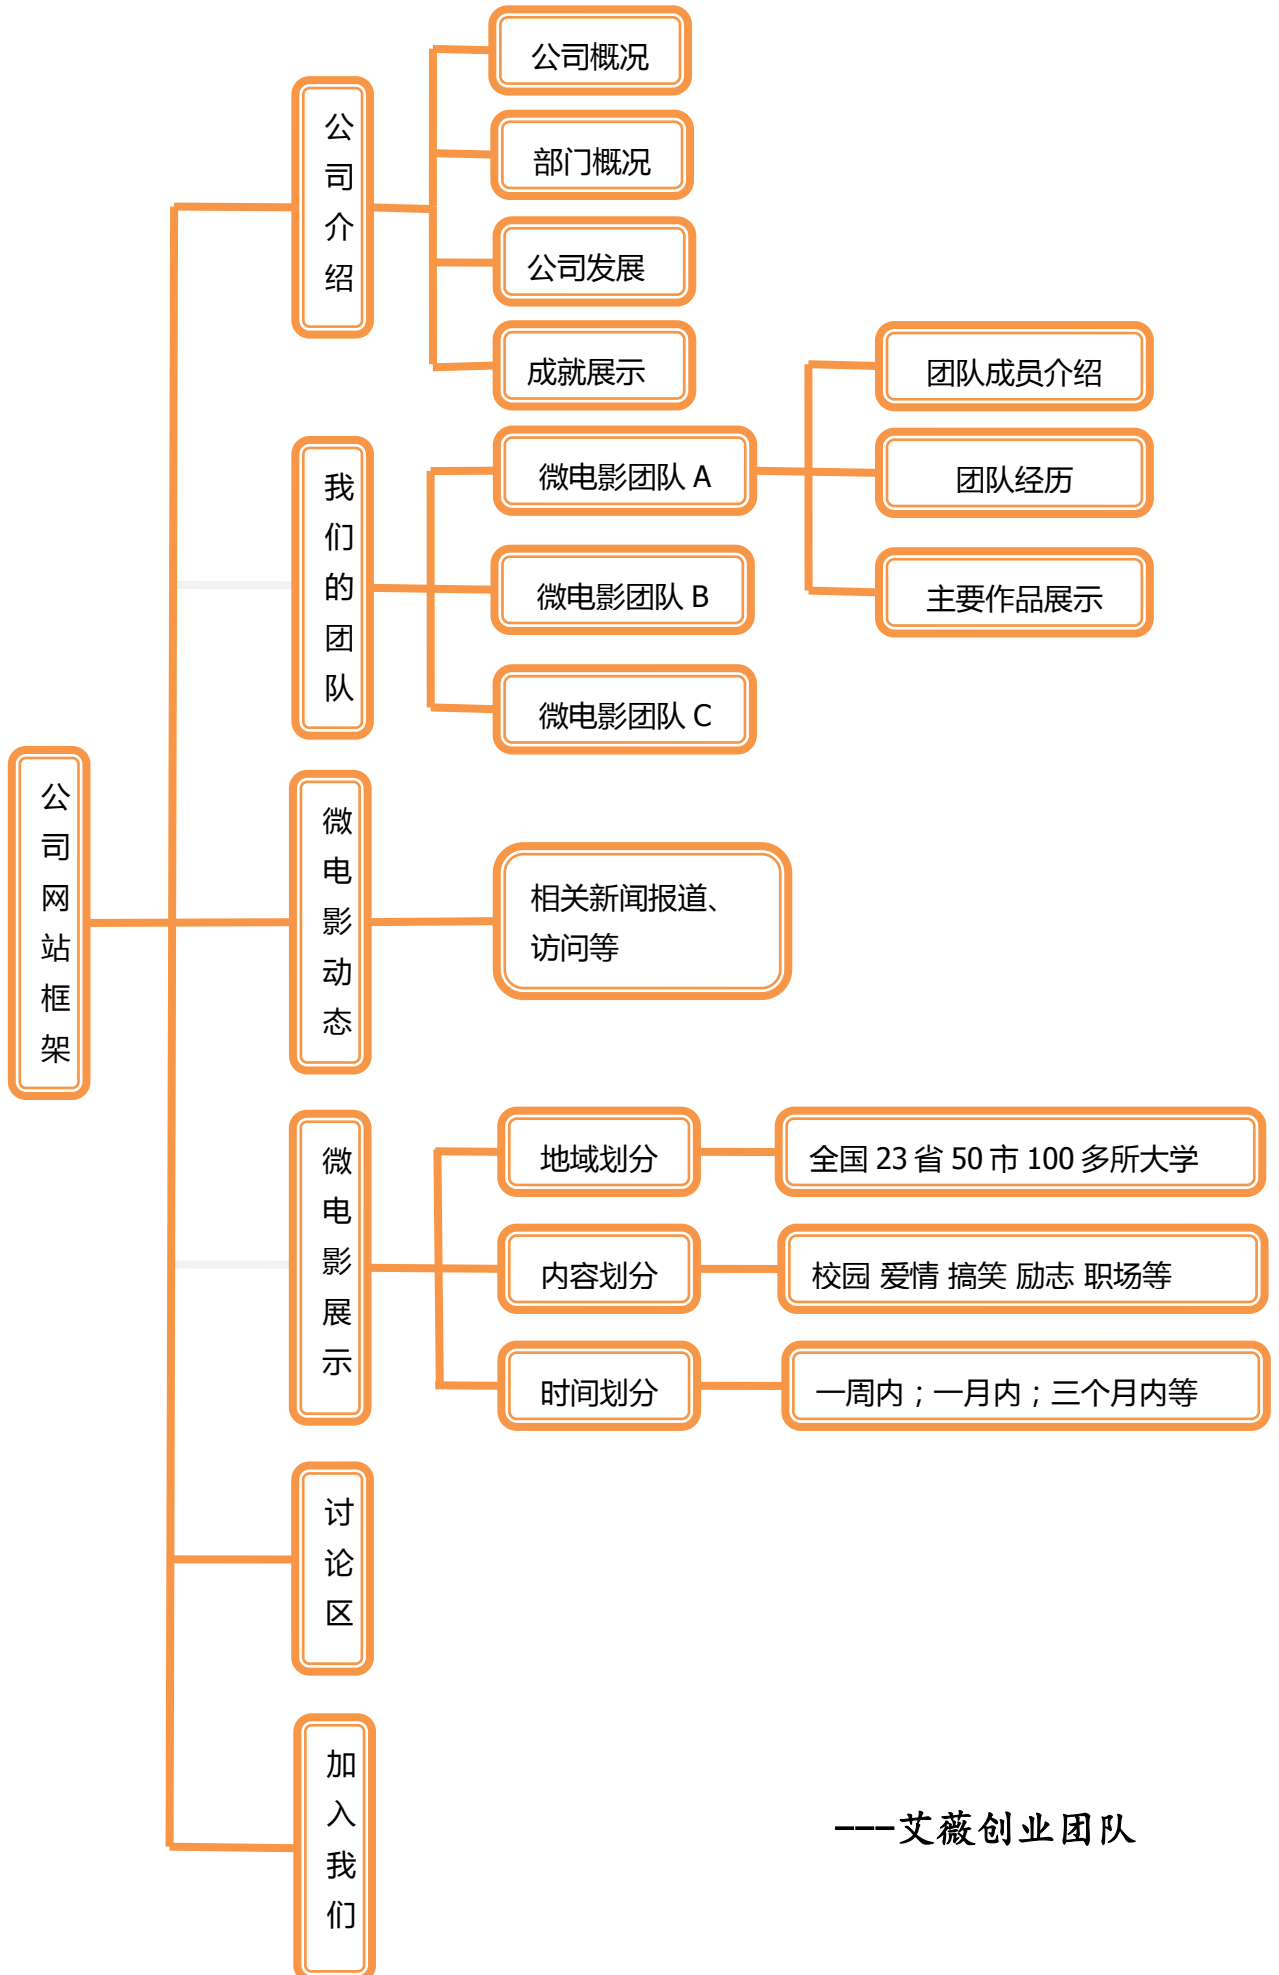 公司网站框架
公司介绍
公司概况
部门概况
公司发展
成就展示
我们的团队
微电影团队 A
团队成员介绍
团队经历
主要作品展示
微电影团队 B
微电影团队 C
微电影动态
相关新闻报道、
访问等
微电影展示
地域划分
全国 23 省 50 市 100 多所大学
内容划分
校园 爱情 搞笑 励志 职场等
时间划分
一周内；一月内；三个月内等
讨论区
加入我们
---艾薇创业团队